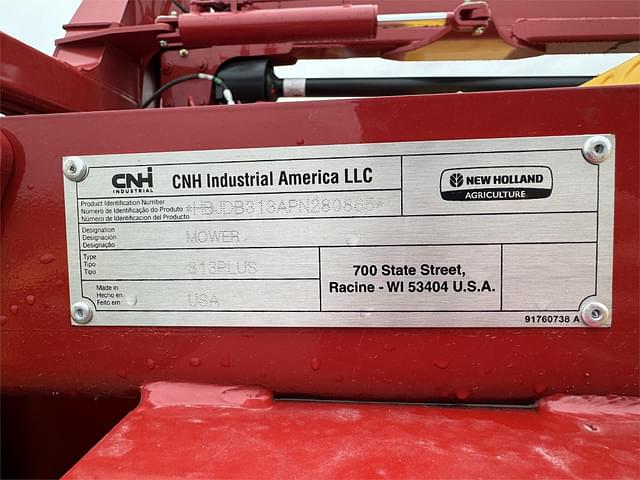 CNH
INDUSTRIAL
CNH Industrial America LLC
NEW HOLLAND
AGRICULTURE
Product Identification Number
Número de Identificação do Produto
Número de Identificacion del Producto
*HBJDB313APN280865*
Designation
Designación
Designação
MOWER
Type
Tipo
Tipo
313PLUS
700 State Street,
Racine - WI 53404 U.S.A.
Made in
Hecho en
Feito em
USA
91760738 A